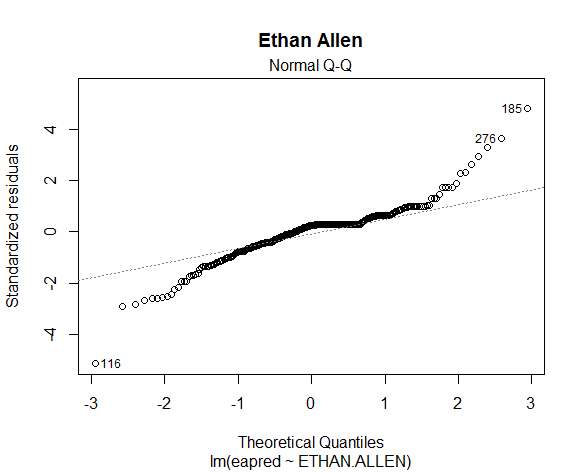 Ethan Allen
Normal Q-Q
185
276
116
Standardized residuals
4
2
0
-2
-4
-3 -2 -1 0 1 2 3
Theoretical Quantiles
lm(eapred ~ ETHAN.ALLEN)